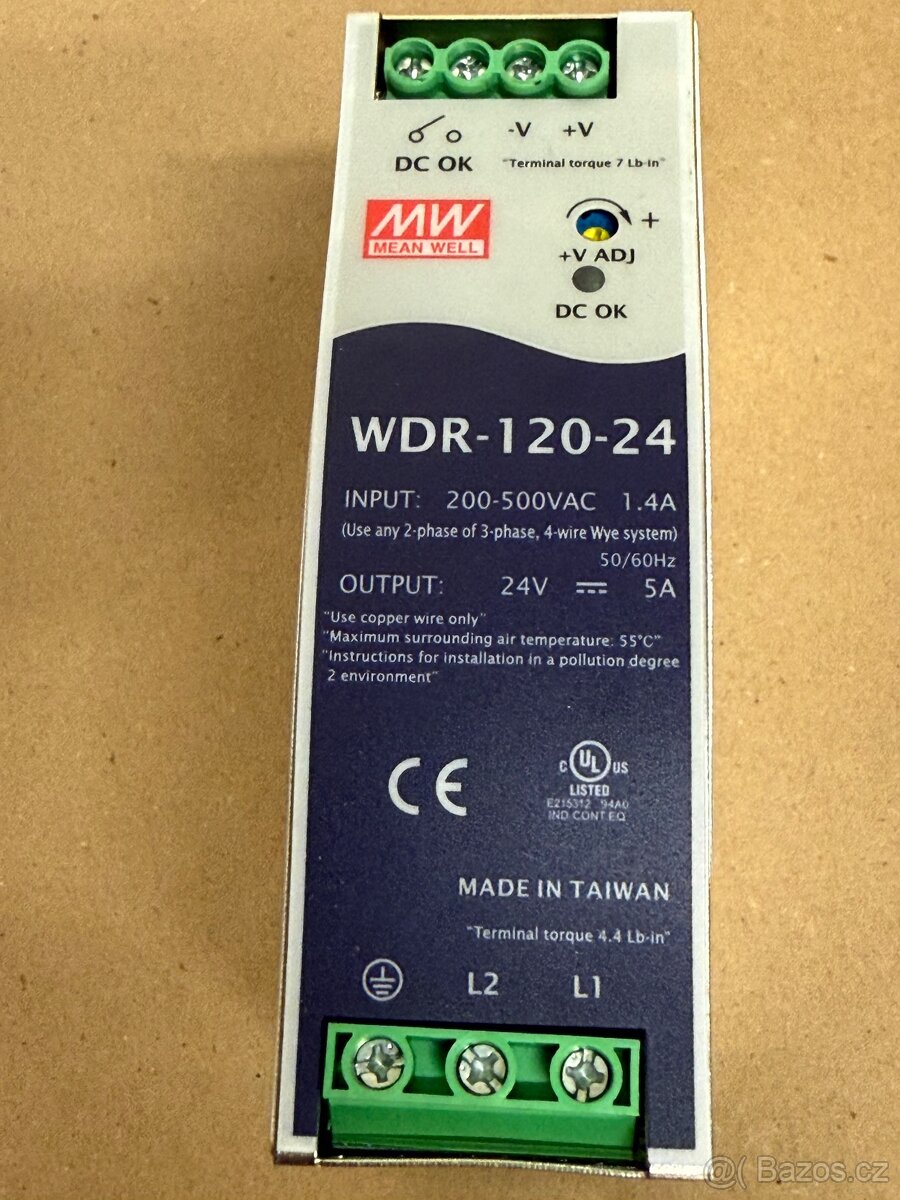 -V +V
DC OK "Terminal torque 7 Lb-in"
MW
MEAN WELL
+
+V ADJ
DC OK
WDR-120-24
INPUT: 200-500VAC 1.4A
(Use any 2-phase of 3-phase, 4-wire Wye system)
50/60Hz
OUTPUT: 24V 5A
"Use copper wire only"
"Maximum surrounding air temperature: 55°C"
"Instructions for installation in a pollution degree
2 environment"
CE
c UL us
LISTED
E215312 94A0
IND CONT EQ
MADE IN TAIWAN
"Terminal torque 4.4 Lb-in"
L2 L1
@( Bazos.cz